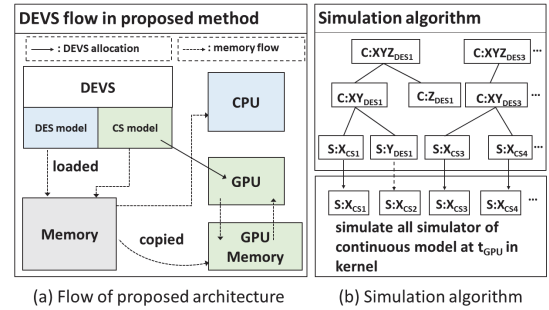 DEVS flow in proposed method
: DEVS allocation
: memory flow
DEVS
DES model
CS model
CPU
loaded
GPU
Memory
copied
GPU
Memory
(a) Flow of proposed architecture
Simulation algorithm
C:XYZDES1
C:XYZDES3
...
C:XYDES1
C:ZDES1
C:XYDES3
...
S:XCS1
S:YDES1
S:XCS3
S:XCS4
...
S:XCS1
S:XCS2
S:XCS3
S:XCS4
...
simulate all simulator of
continuous model at tGPU in
kernel
(b) Simulation algorithm